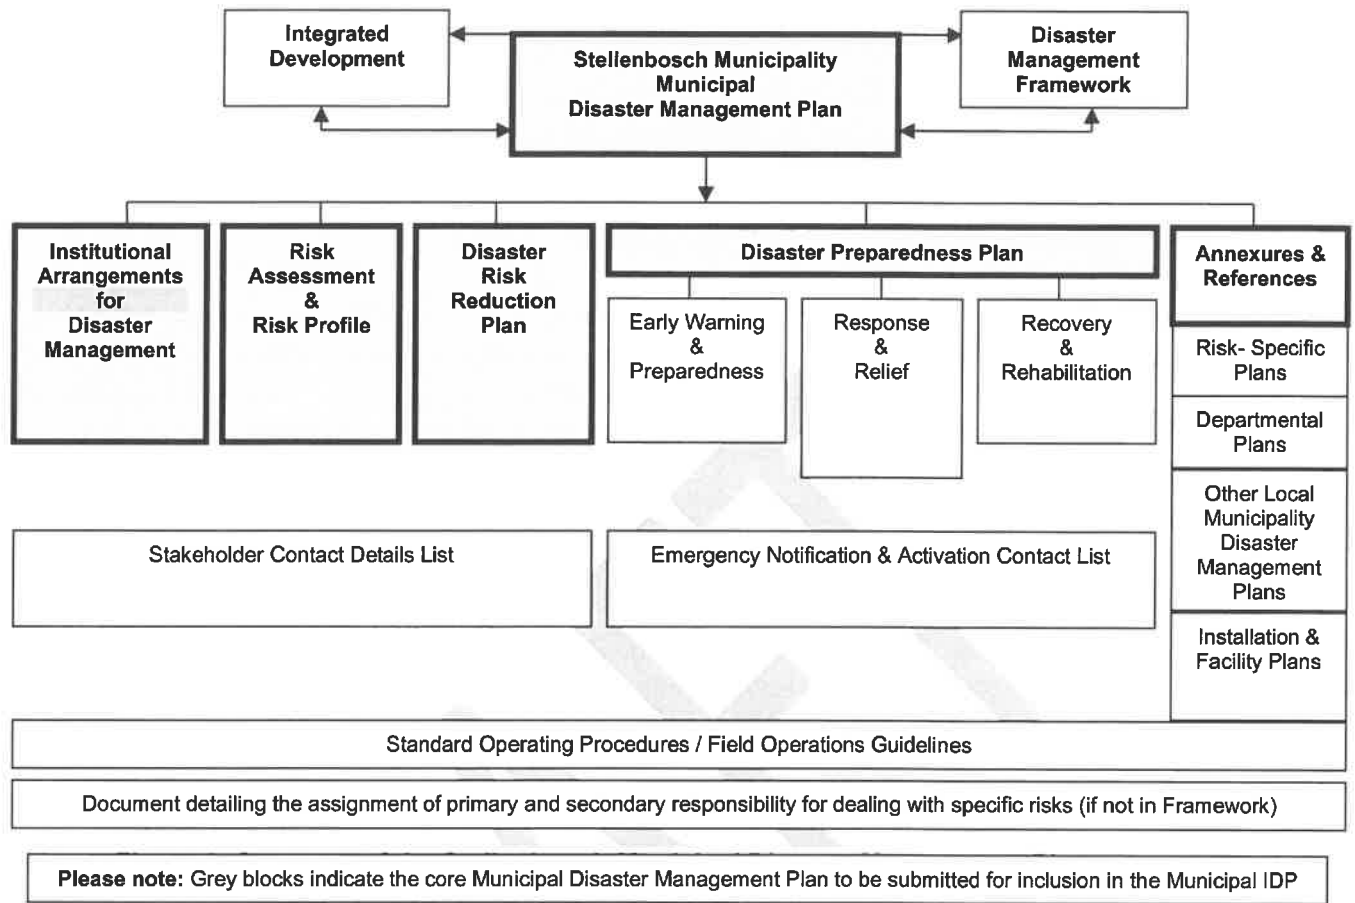 Integrated
Development
Stellenbosch Municipality
Municipal
Disaster Management Plan
Disaster
Management
Framework
Institutional
Arrangements
for
Disaster
Management
Risk
Assessment
&
Risk Profile
Disaster
Risk
Reduction
Plan
Disaster Preparedness Plan
Early Warning
&
Preparedness
Response
&
Relief
Recovery
&
Rehabilitation
Annexures &
References
Risk- Specific
Plans
Departmental
Plans
Other Local
Municipality
Disaster
Management
Plans
Installation &
Facility Plans
Stakeholder Contact Details List
Emergency Notification & Activation Contact List
Standard Operating Procedures / Field Operations Guidelines
Document detailing the assignment of primary and secondary responsibility for dealing with specific risks (if not in Framework)
Please note: Grey blocks indicate the core Municipal Disaster Management Plan to be submitted for inclusion in the Municipal IDP